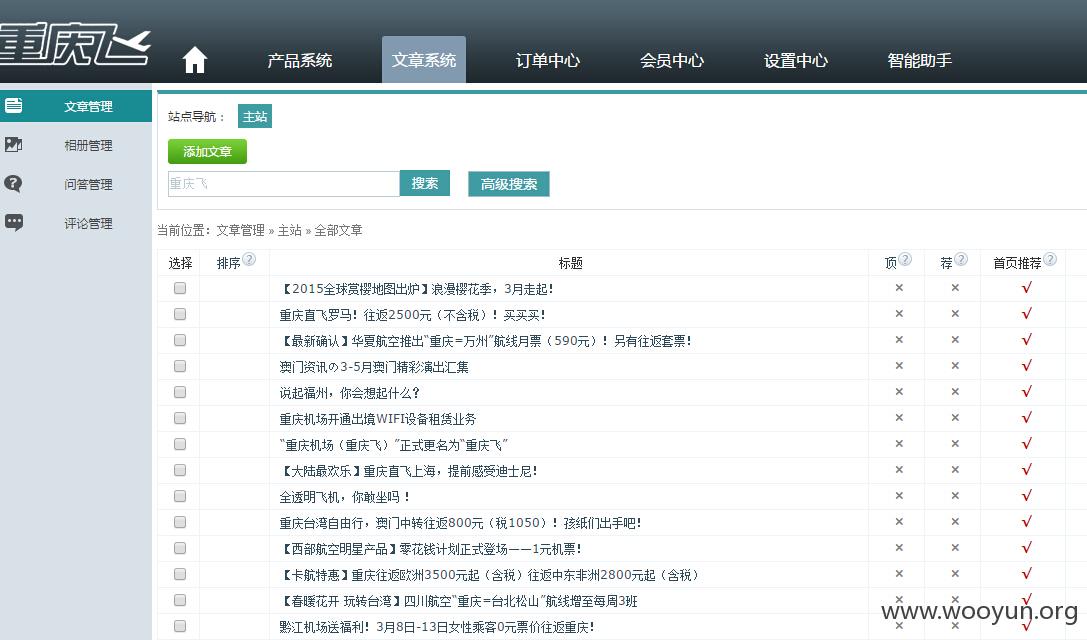 重庆飞
产品系统 文章系统 订单中心 会员中心 设置中心 智能助手
文章管理
相册管理
问答管理
评论管理
站点导航： 主站
添加文章
重庆飞 搜索 高级搜索
当前位置：文章管理 » 主站 » 全部文章
选择 排序? 标题 顶? 荐? 首页推荐?
【2015全球赏樱地图出炉】浪漫樱花季，3月走起! × × √
重庆直飞罗马! 往返2500元（不含税）! 买买买! × × √
【最新确认】华夏航空推出“重庆=万州”航线月票（590元）! 另有往返套票! × × √
澳门资讯の3-5月澳门精彩演出汇集 × × √
说起福州，你会想起什么? × × √
重庆机场开通出境WIFI设备租赁业务 × × √
“重庆机场（重庆飞）”正式更名为“重庆飞” × × √
【大陆最欢乐】重庆直飞上海，提前感受迪士尼! × × √
全透明飞机，你敢坐吗 ! × × √
重庆台湾自由行，澳门中转往返800元（税1050）! 孩纸们出手吧! × × √
【西部航空明星产品】零花钱计划正式登场——1元机票! × × √
【卡航特惠】重庆往返欧洲3500元起（含税）往返中东非洲2800元起（含税） × × √
【春暖花开 玩转台湾】四川航空“重庆=台北松山”航线增至每周3班 × × √
黔江机场送福利! 3月8日-13日女性乘客0元票价往返重庆! × × √
www.wooyun.org